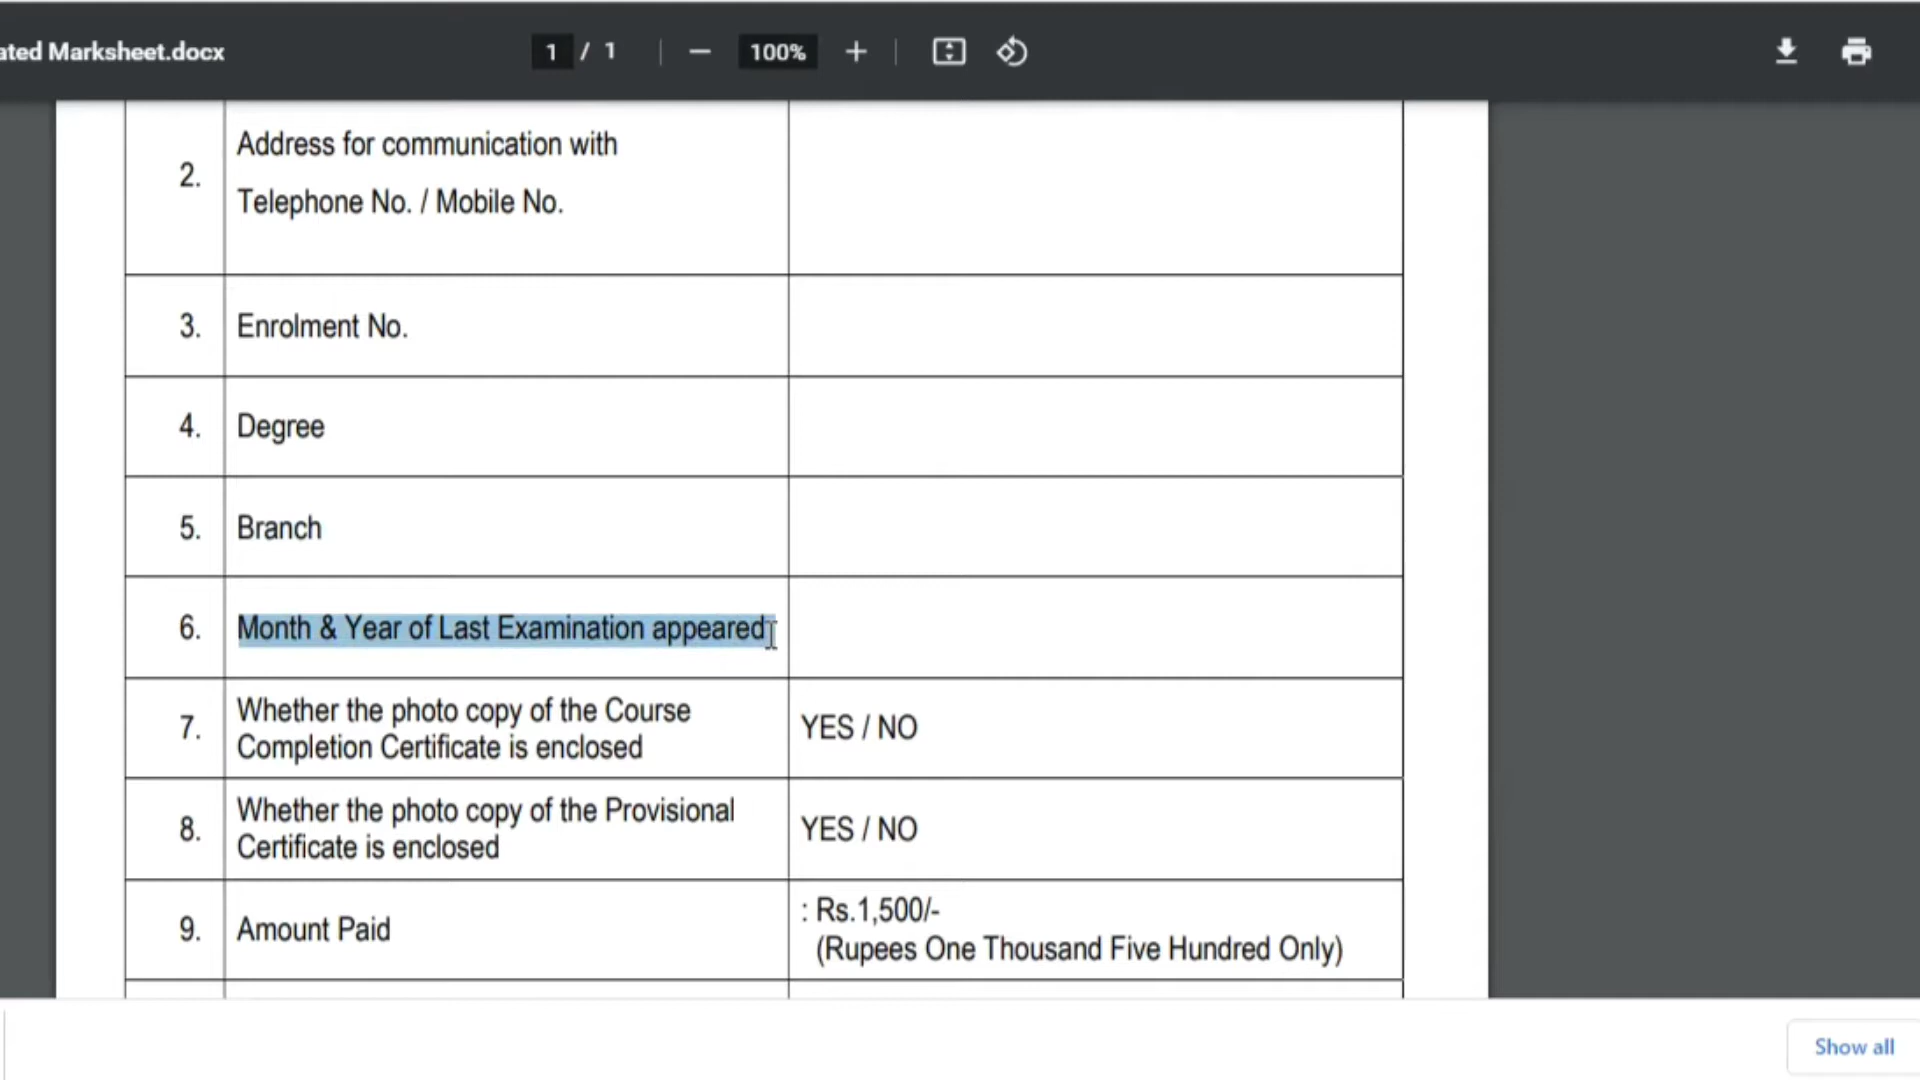 ated Marksheet.docx
1 / 1
100%
2.
Address for communication with
Telephone No. / Mobile No.
3.
Enrolment No.
4.
Degree
5.
Branch
6.
Month & Year of Last Examination appeared
7.
Whether the photo copy of the Course
Completion Certificate is enclosed
YES / NO
8.
Whether the photo copy of the Provisional
Certificate is enclosed
YES / NO
9.
Amount Paid
: Rs.1,500/-
(Rupees One Thousand Five Hundred Only)
Show all